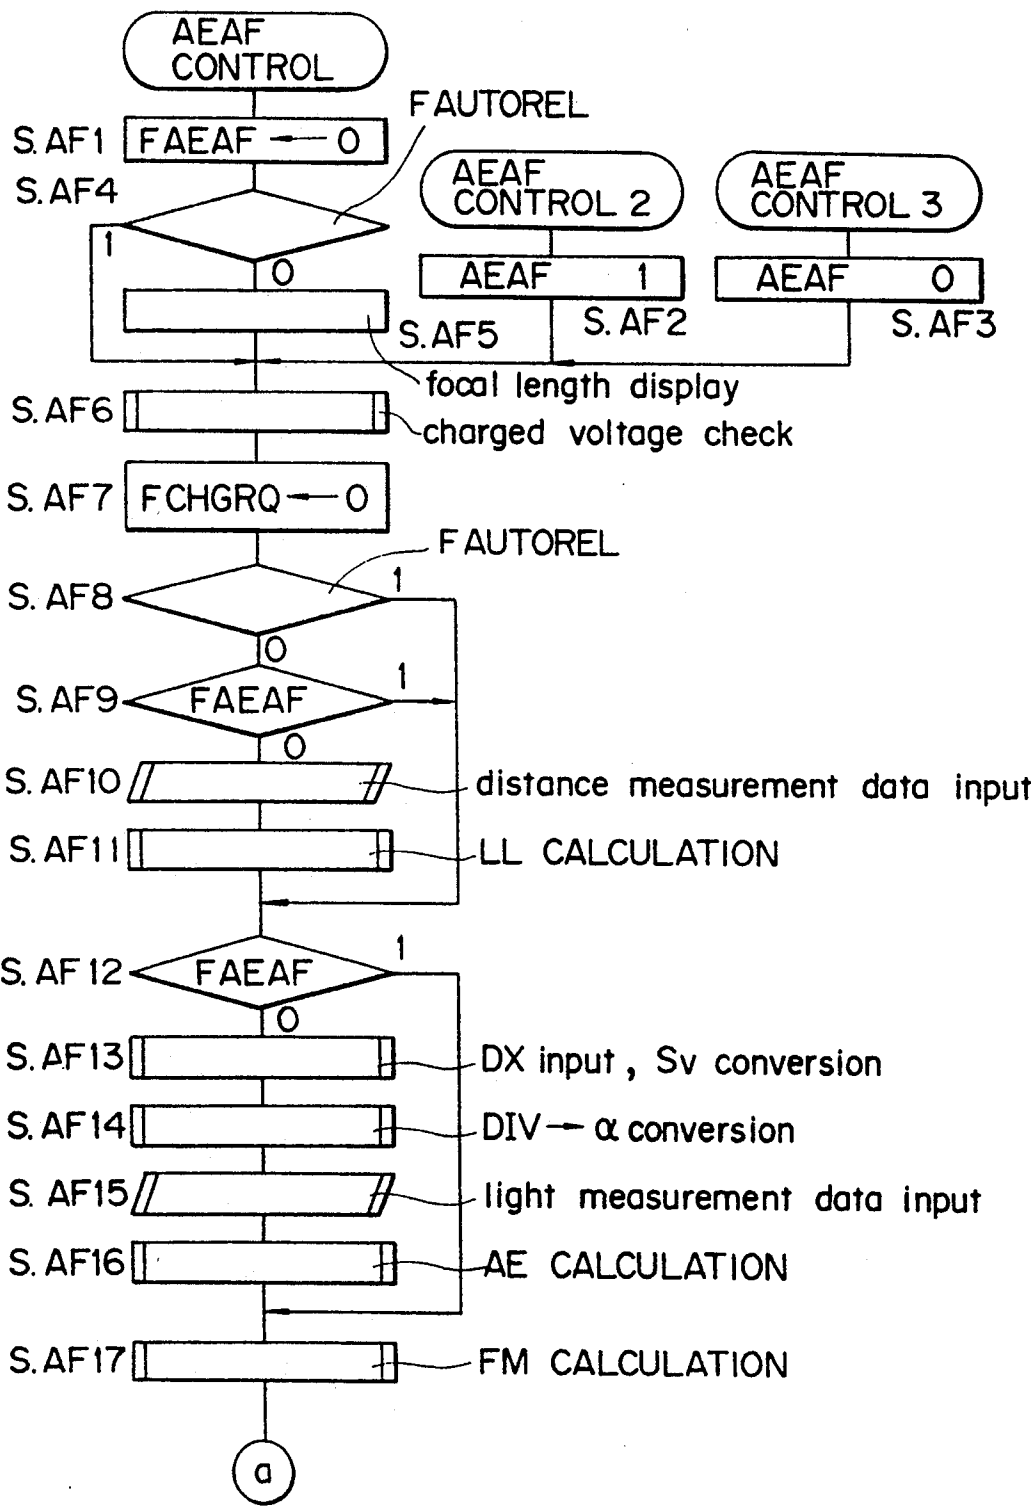 AEAF
CONTROL
FAUTOREL
S.AF1
FAEAF ← 0
S.AF4
1
0
AEAF
CONTROL 2
AEAF 1
S.AF2
AEAF
CONTROL 3
AEAF 0
S.AF3
S.AF5
focal length display
S.AF6
charged voltage check
S.AF7
FCHGRQ ← 0
FAUTOREL
S.AF8
1
0
S.AF9
FAEAF
1
0
S.AF10
distance measurement data input
S.AF11
LL CALCULATION
S.AF12
FAEAF
1
0
S.AF13
DX input, Sv conversion
S.AF14
DIV → α conversion
S.AF15
light measurement data input
S.AF16
AE CALCULATION
S.AF17
FM CALCULATION
a